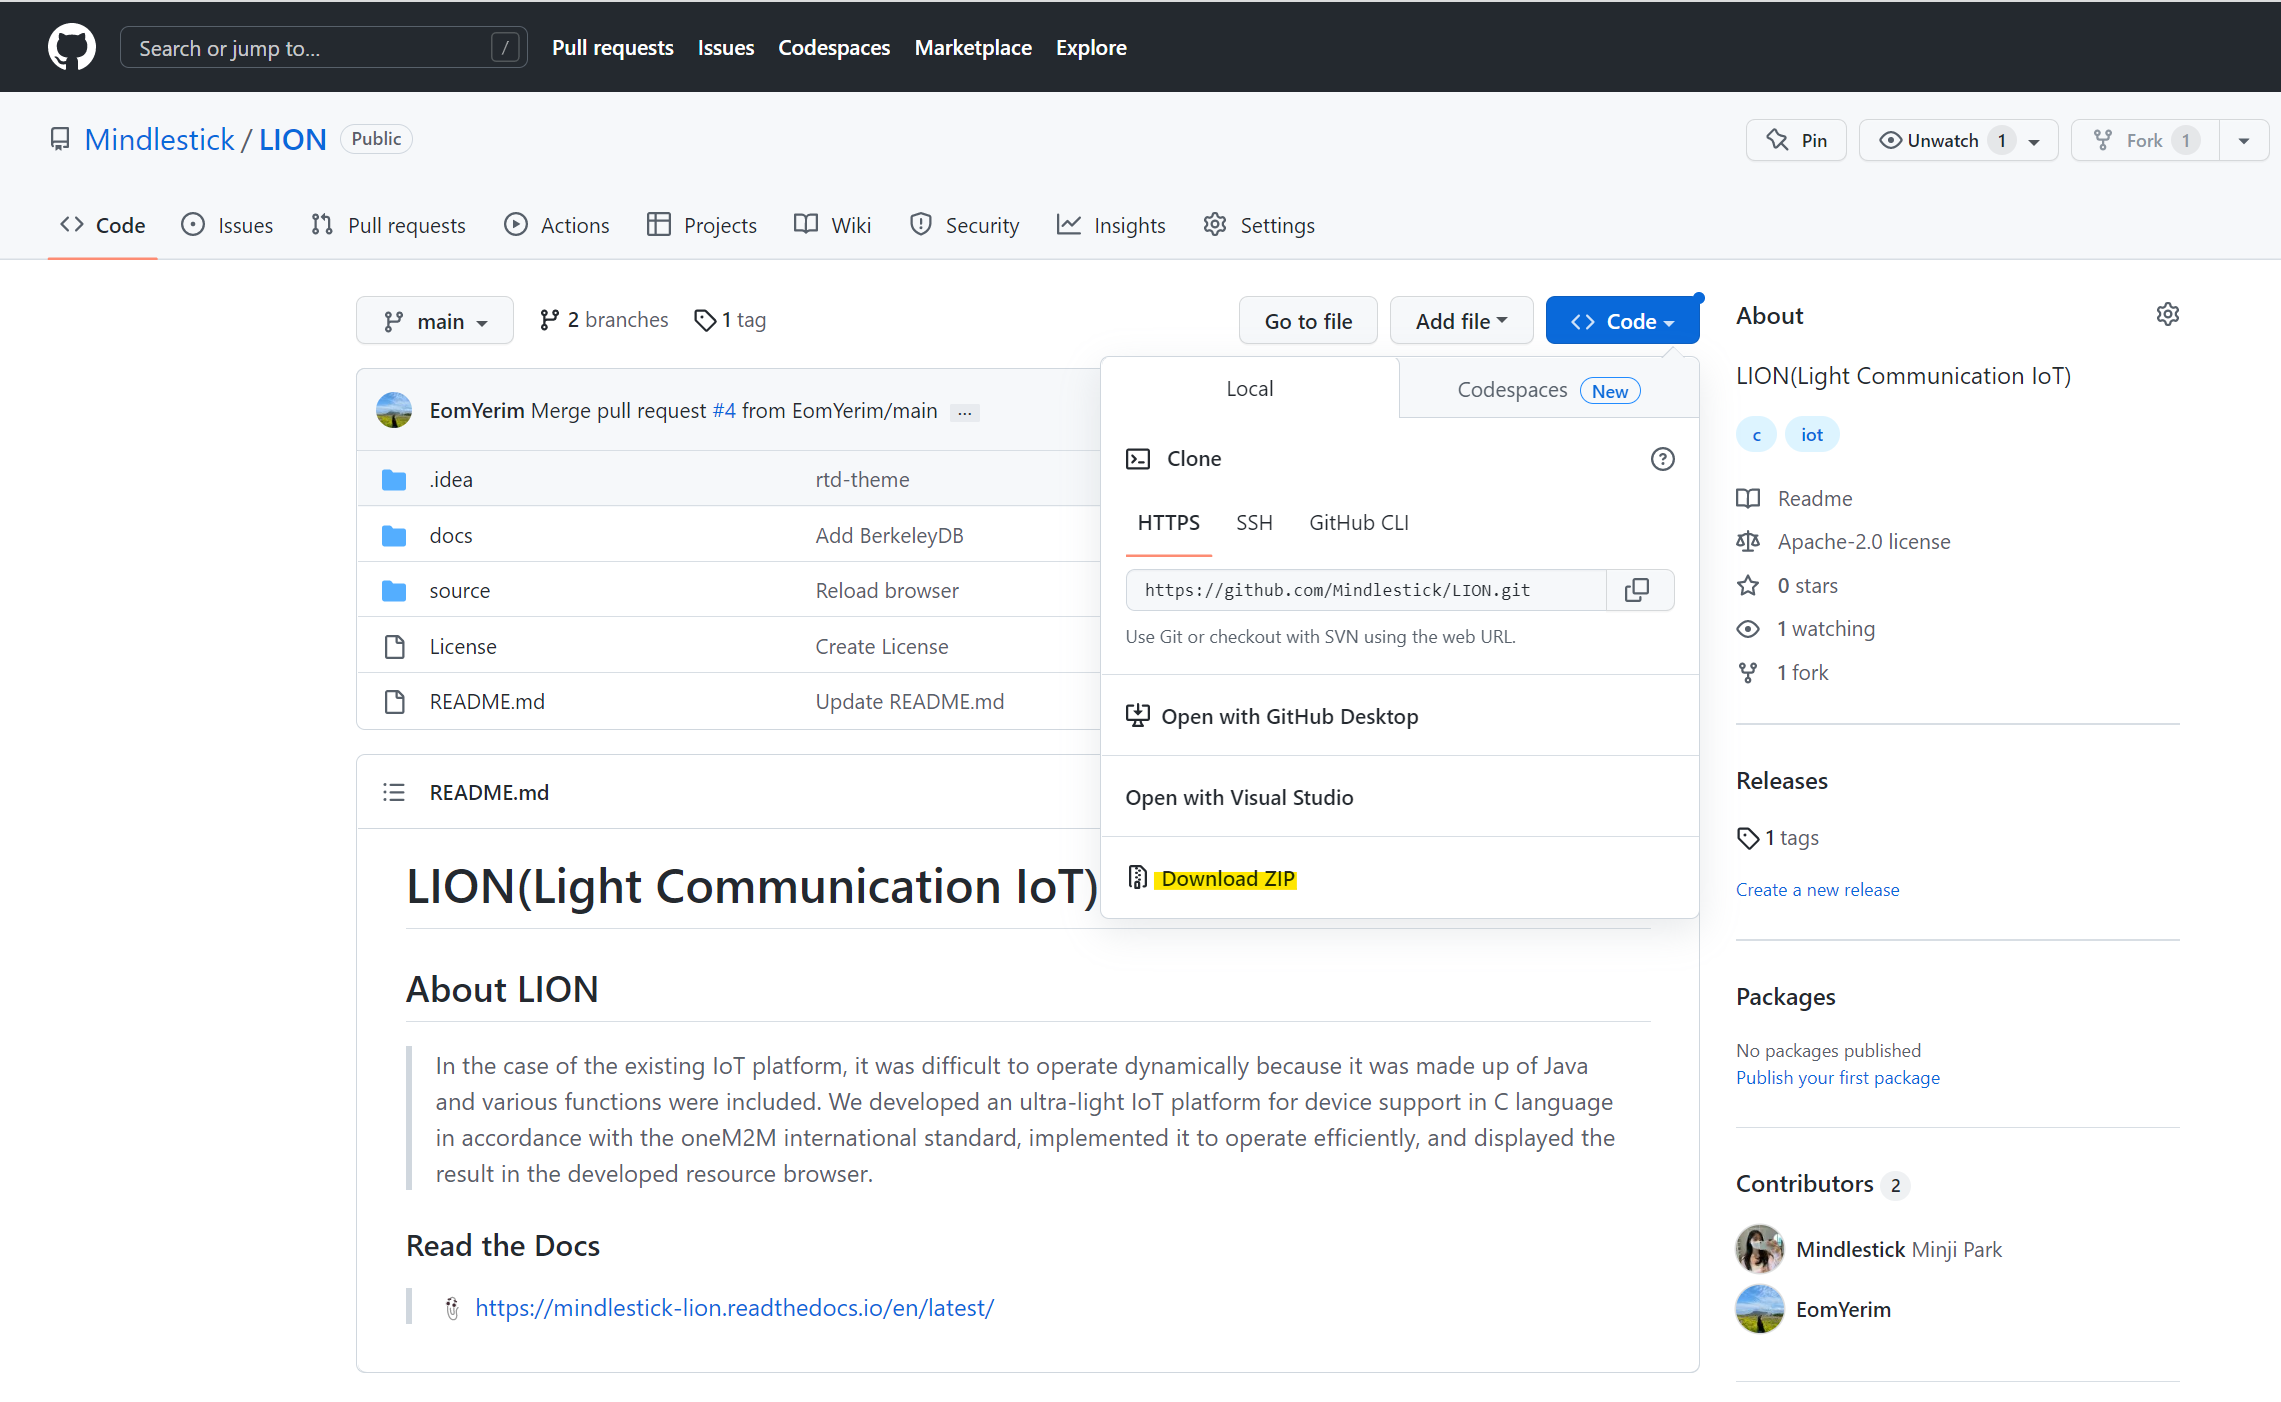 Search or jump to... /
Pull requests Issues Codespaces Marketplace Explore
Mindlestick / LION Public
Pin Unwatch 1 Fork 1
Code Issues Pull requests Actions Projects Wiki Security Insights Settings
main 2 branches 1 tag
Go to file Add file Code
EomYerim Merge pull request #4 from EomYerim/main ...
.idea rtd-theme
docs Add BerkeleyDB
source Reload browser
License Create License
README.md Update README.md
Local Codespaces New
Clone
HTTPS SSH GitHub CLI
https://github.com/Mindlestick/LION.git
Use Git or checkout with SVN using the web URL.
Open with GitHub Desktop
Open with Visual Studio
Download ZIP
README.md
LION(Light Communication IoT)
About LION
In the case of the existing IoT platform, it was difficult to operate dynamically because it was made up of Java
and various functions were included. We developed an ultra-light IoT platform for device support in C language
in accordance with the oneM2M international standard, implemented it to operate efficiently, and displayed the
result in the developed resource browser.
Read the Docs
https://mindlestick-lion.readthedocs.io/en/latest/
About
LION(Light Communication IoT)
c iot
Readme
Apache-2.0 license
0 stars
1 watching
1 fork
Releases
1 tags
Create a new release
Packages
No packages published
Publish your first package
Contributors 2
Mindlestick Minji Park
EomYerim